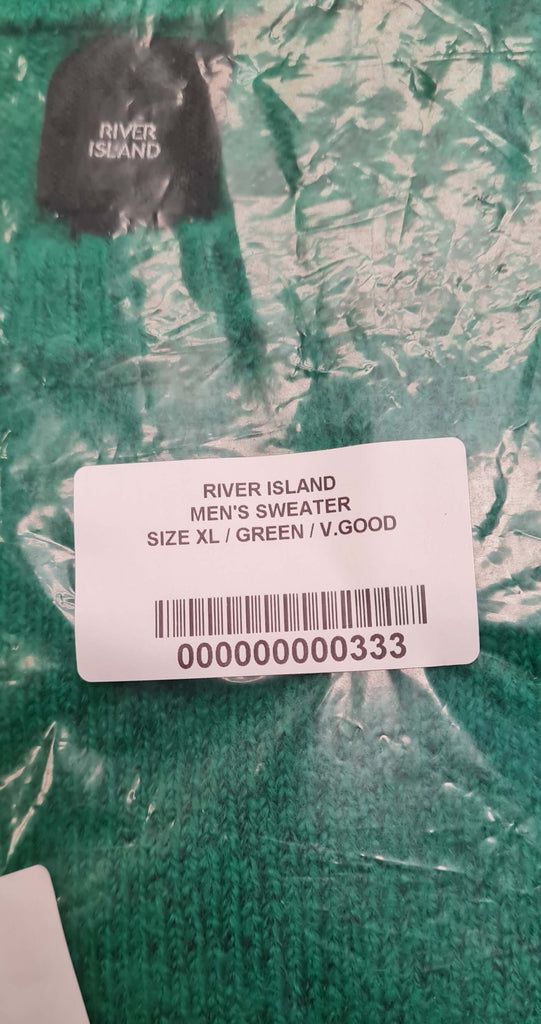 RIVER
ISLAND
RIVER ISLAND
MEN'S SWEATER
SIZE XL / GREEN / V.GOOD
000000000333